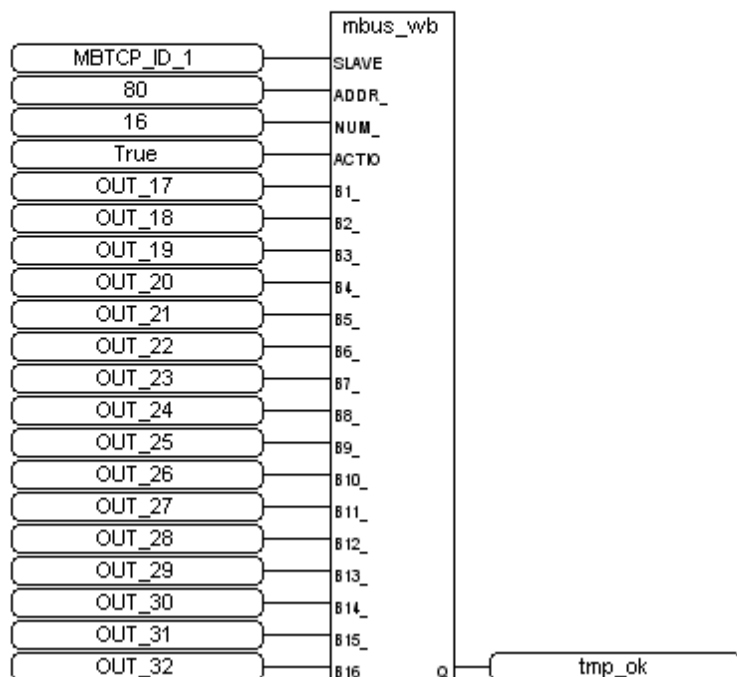 mbus_wb
MBTCP_ID_1 SLAVE
80 ADDR_
16 NUM_
True ACTIO
OUT_17 B1_
OUT_18 B2_
OUT_19 B3_
OUT_20 B4_
OUT_21 B5_
OUT_22 B6_
OUT_23 B7_
OUT_24 B8_
OUT_25 B9_
OUT_26 B10_
OUT_27 B11_
OUT_28 B12_
OUT_29 B13_
OUT_30 B14_
OUT_31 B15_
OUT_32 B16 Q tmp_ok